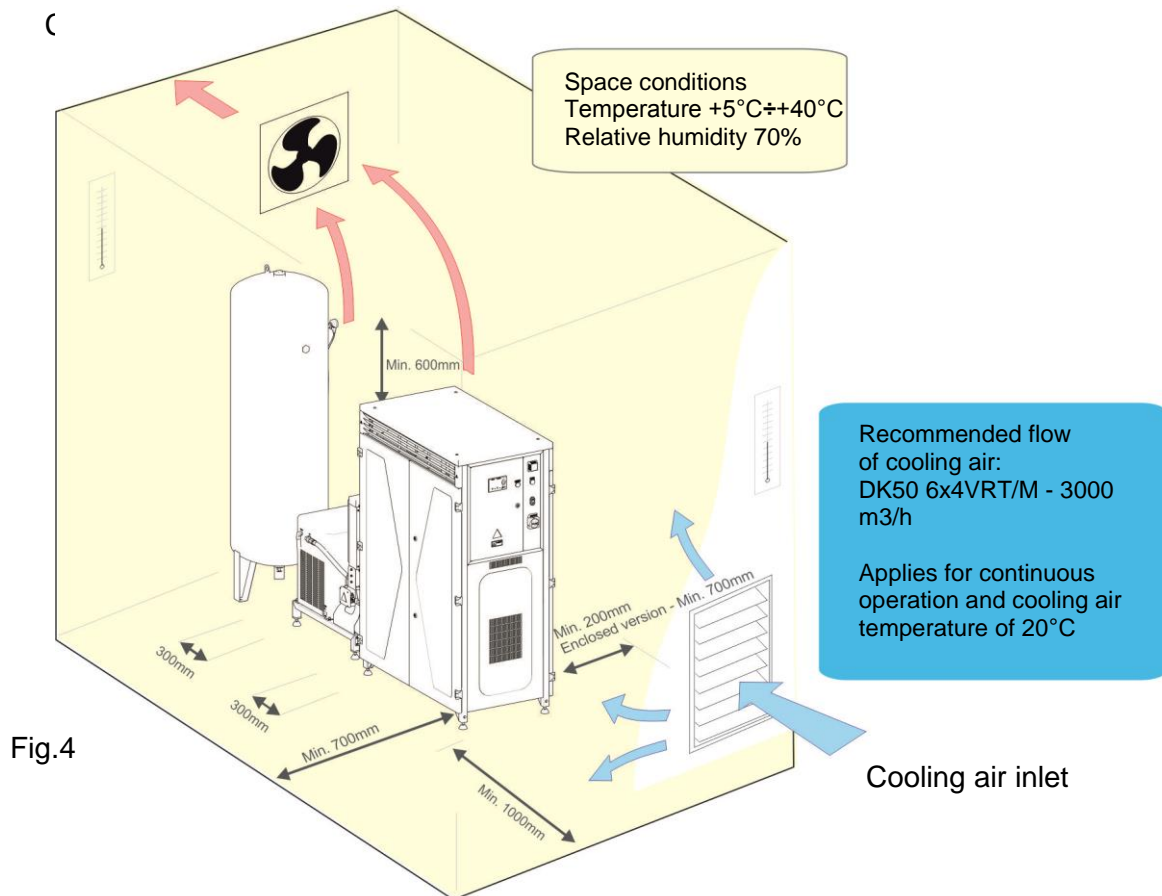 Space conditions
Temperature +5°C÷+40°C
Relative humidity 70%
Min. 600mm
Recommended flow
of cooling air:
DK50 6x4VRT/M - 3000
m3/h
Applies for continuous
operation and cooling air
temperature of 20°C
Min. 200mm
Enclosed version - Min. 700mm
300mm
300mm
Min. 700mm
Min. 1000mm
Fig.4
Cooling air inlet